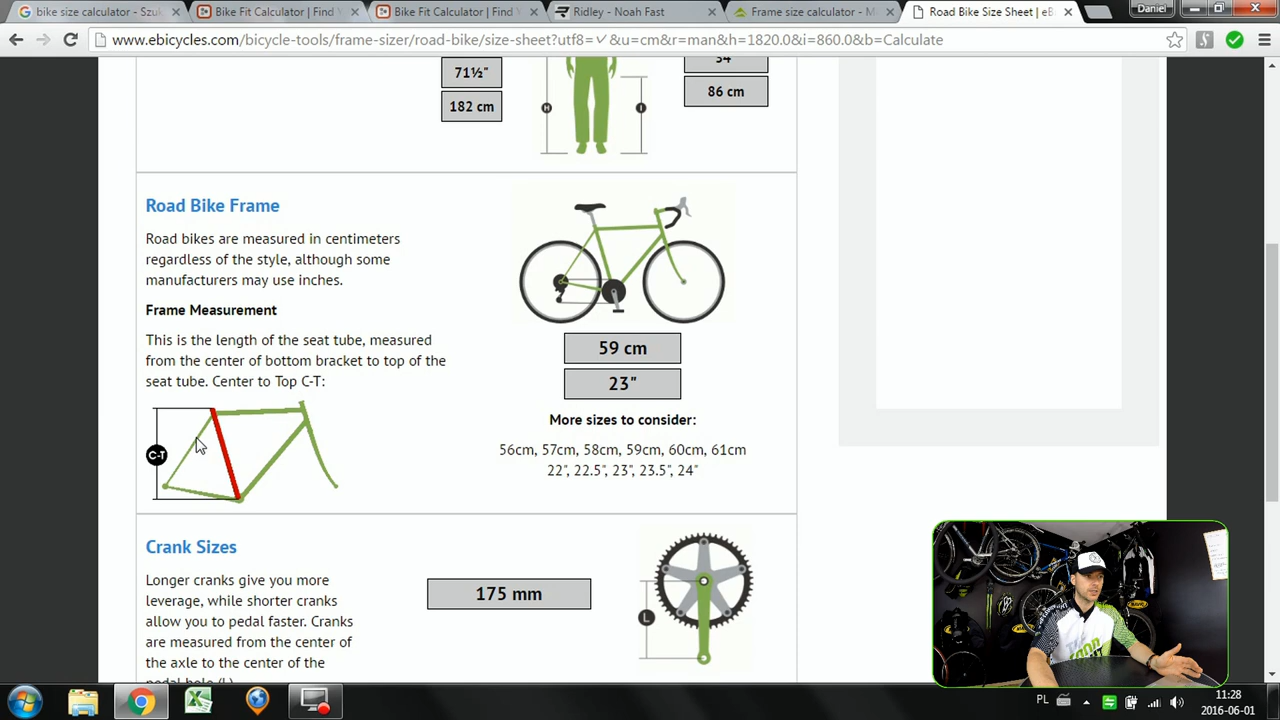 bike size calculator - Szuk
Bike Fit Calculator | Find Y
Bike Fit Calculator | Find Y
Ridley - Noah Fast
Frame size calculator - M
Road Bike Size Sheet | eB
Daniel
www.ebicycles.com/bicycle-tools/frame-sizer/road-bike/size-sheet?utf8=✓&u=cm&r=man&h=1820.0&i=860.0&b=Calculate
71½"
182 cm
H
I
34
86 cm
Road Bike Frame
Road bikes are measured in centimeters
regardless of the style, although some
manufacturers may use inches.
Frame Measurement
This is the length of the seat tube, measured
from the center of bottom bracket to top of the
seat tube. Center to Top C-T:
C-T
59 cm
23"
More sizes to consider:
56cm, 57cm, 58cm, 59cm, 60cm, 61cm
22", 22.5", 23", 23.5", 24"
Crank Sizes
Longer cranks give you more
leverage, while shorter cranks
allow you to pedal faster. Cranks
are measured from the center of
the axle to the center of the
pedal hole (L)
175 mm
L
PL
11:28
2016-06-01